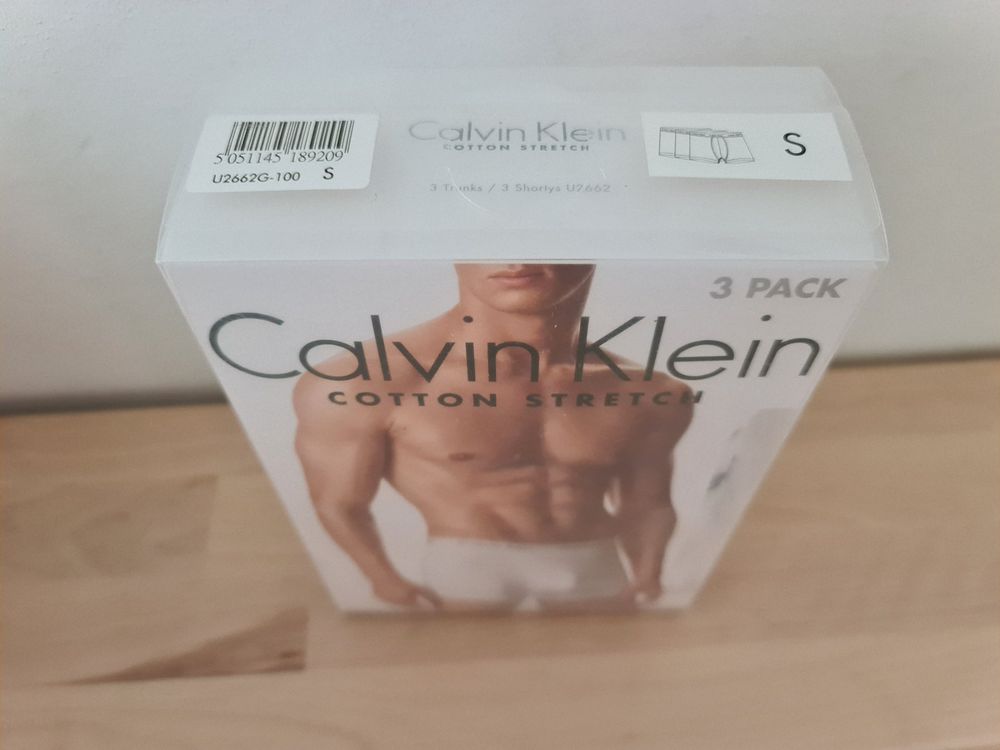 5 051145 189209
U2662G-100 S
Calvin Klein
COTTON STRETCH
3 Trunks / 3 Shortys U2662
S
3 PACK
Calvin Klein
COTTON STRETCH